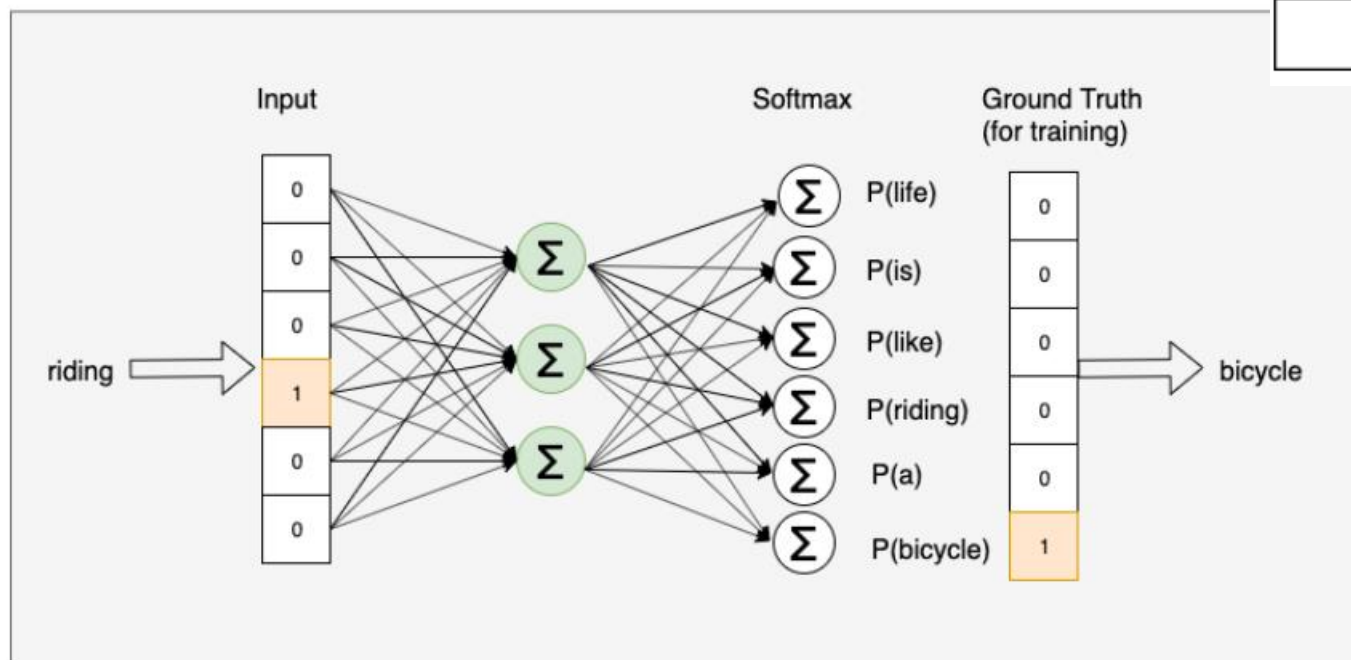 Input
Softmax
Ground Truth
(for training)
riding
0
0
0
1
0
0
Σ
Σ
Σ
Σ
Σ
Σ
Σ
Σ
Σ
P(life)
P(is)
P(like)
P(riding)
P(a)
P(bicycle)
0
0
0
0
0
1
bicycle